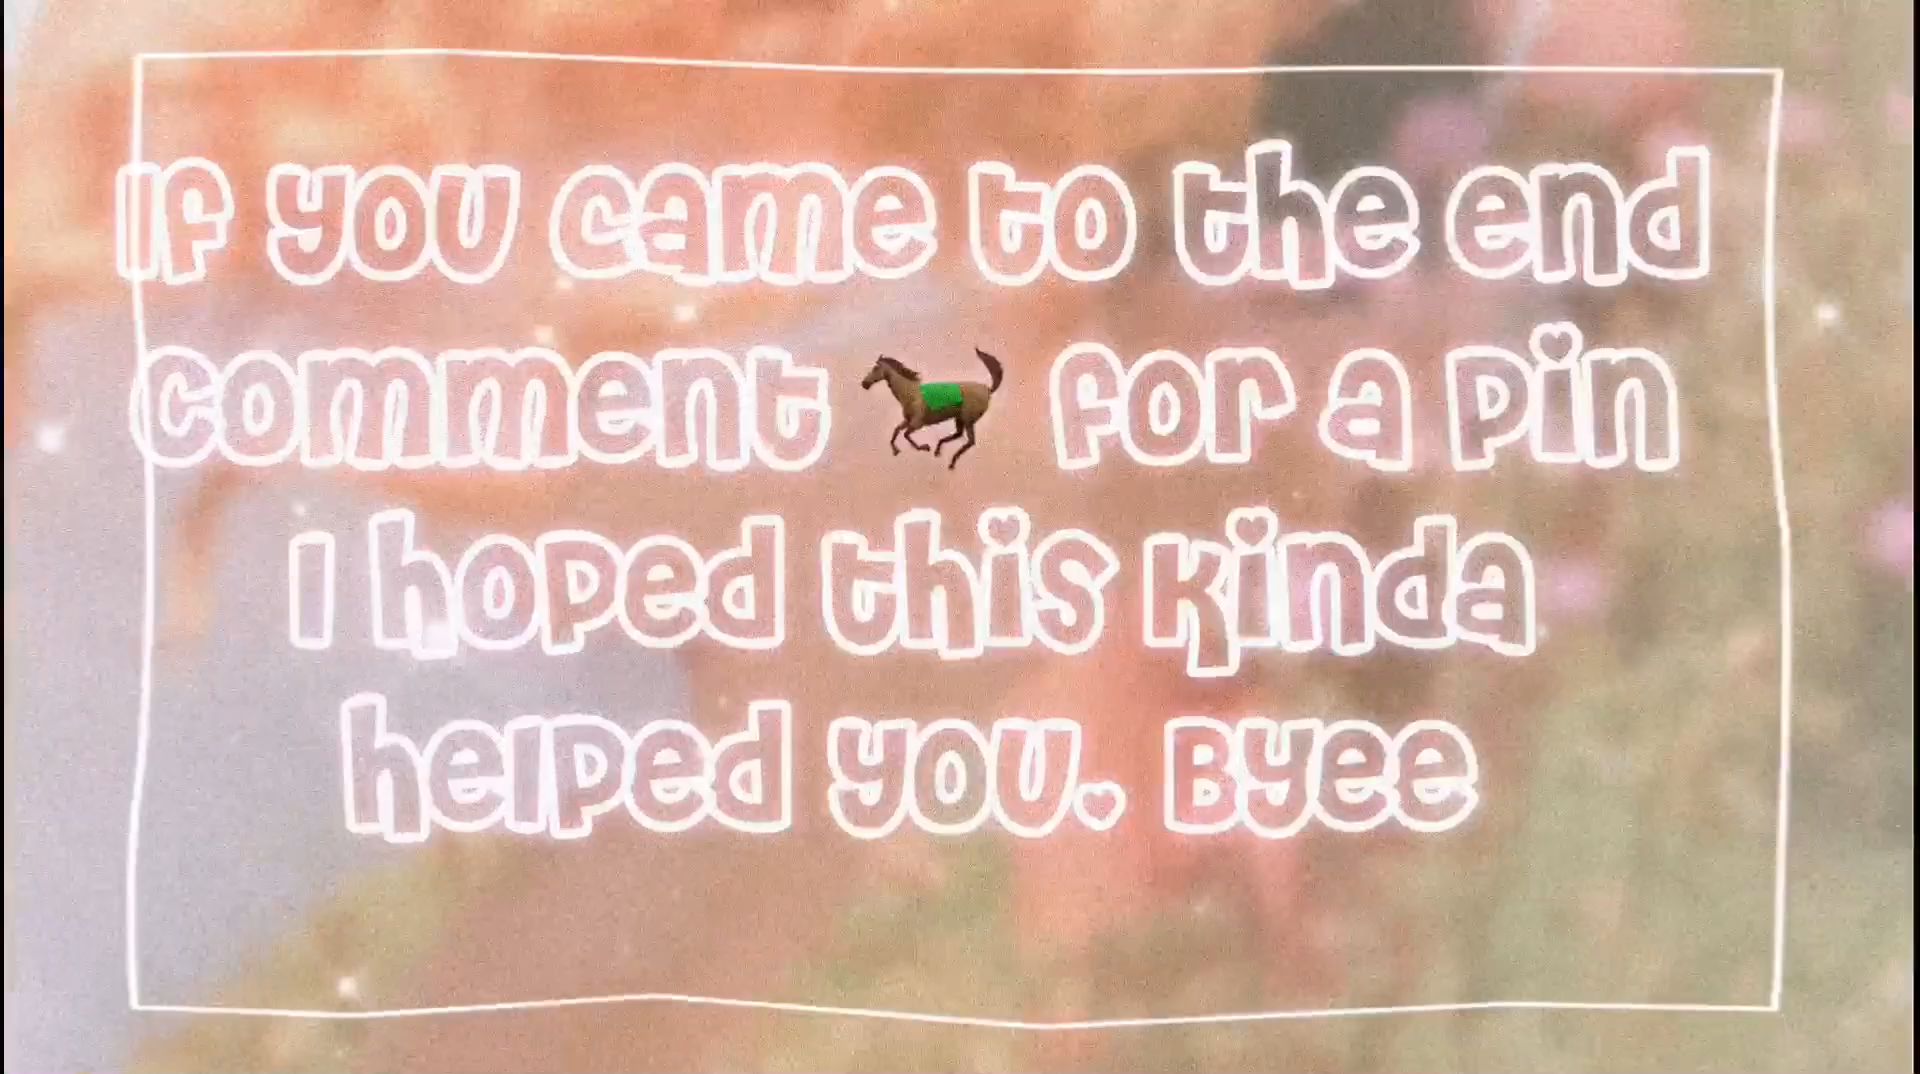 If you came to the end
comment 🐎 for a pin
I hoped this kinda
helped you. Byee